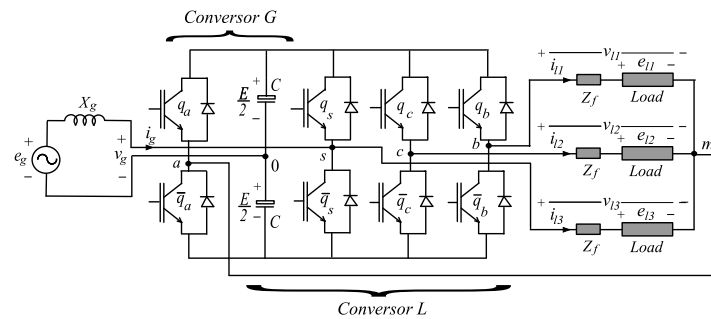 Conversor G
X_g
+ e_g −
+ v_g −
i_g
a
q_a
q̅_a
E/2 + − C
0
E/2 + − C
q_s
s
q̅_s
q_c
c
q̅_c
q_b
b
q̅_b
+ v_l1 −
i_l1
+ e_l1 −
Z_f
Load
+ v_l2 −
i_l2
+ e_l2 −
Z_f
Load
m
+ v_l3 −
i_l3
+ e_l3 −
Z_f
Load
Conversor L